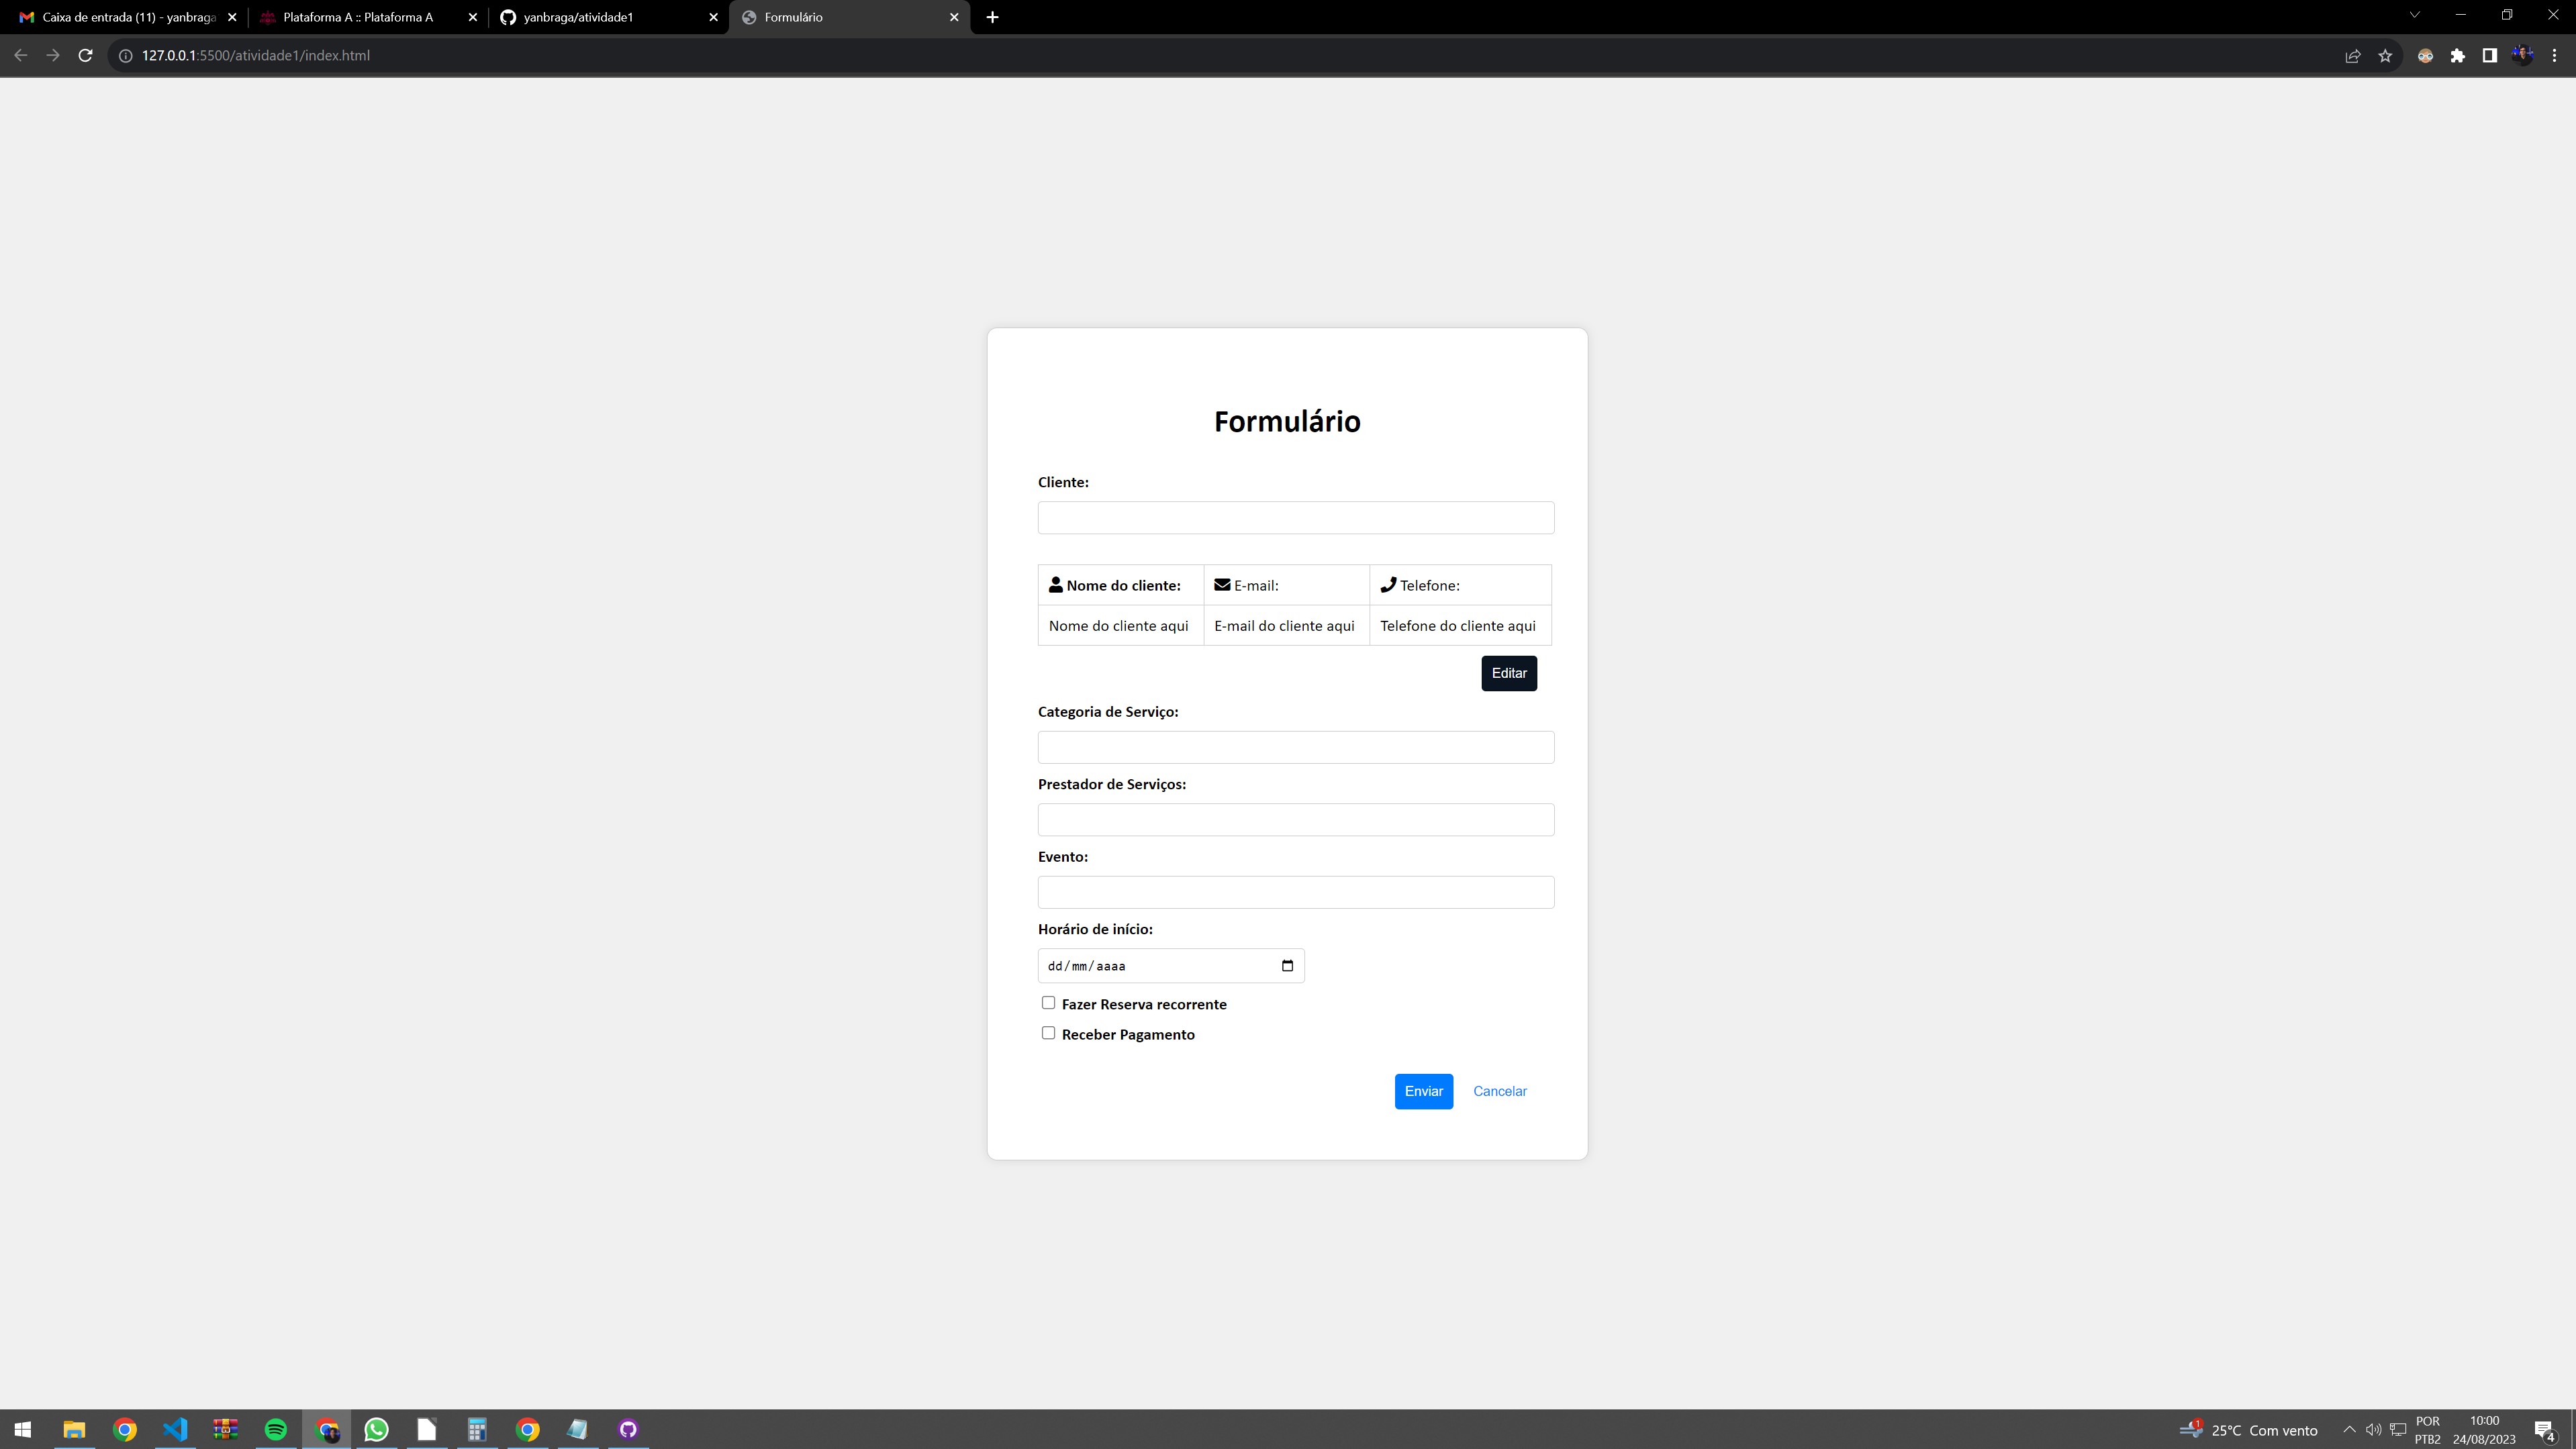 Caixa de entrada (11) - yanbraga
Plataforma A :: Plataforma A
yanbraga/atividade1
Formulário
127.0.0.1:5500/atividade1/index.html
Formulário
Cliente:
Nome do cliente: E-mail: Telefone:
Nome do cliente aqui E-mail do cliente aqui Telefone do cliente aqui
Editar
Categoria de Serviço:
Prestador de Serviços:
Evento:
Horário de início:
dd/mm/aaaa
Fazer Reserva recorrente
Receber Pagamento
Enviar Cancelar
1 25°C Com vento
POR
PTB2
10:00
24/08/2023
4